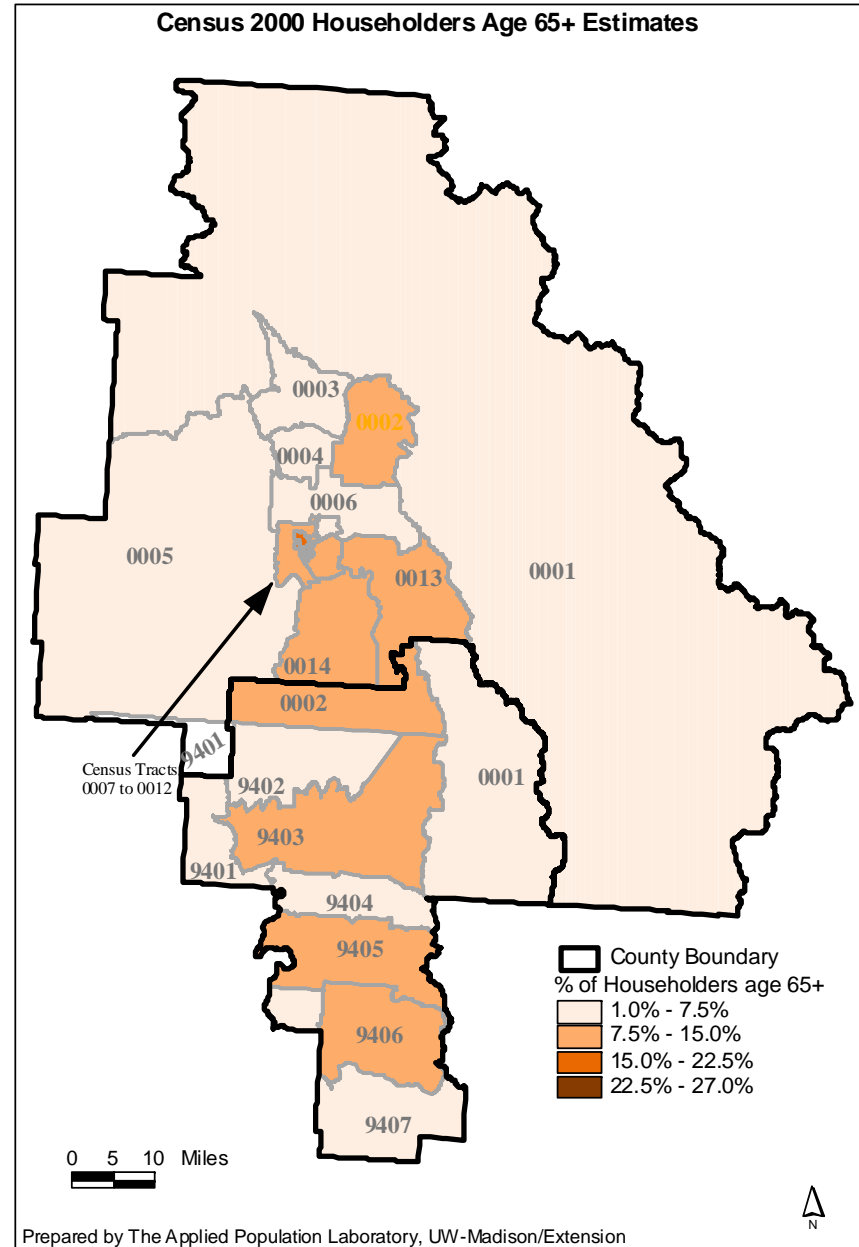 Census 2000 Householders Age 65+ Estimates
0003
0002
0004
0006
0005
0001
0013
0014
0002
9401
0001
Census Tracts
0007 to 0012
9402
9403
9401
9404
9405
County Boundary
% of Householders age 65+
1.0% - 7.5%
7.5% - 15.0%
15.0% - 22.5%
22.5% - 27.0%
9406
9407
0 5 10 Miles
N
Prepared by The Applied Population Laboratory, UW-Madison/Extension